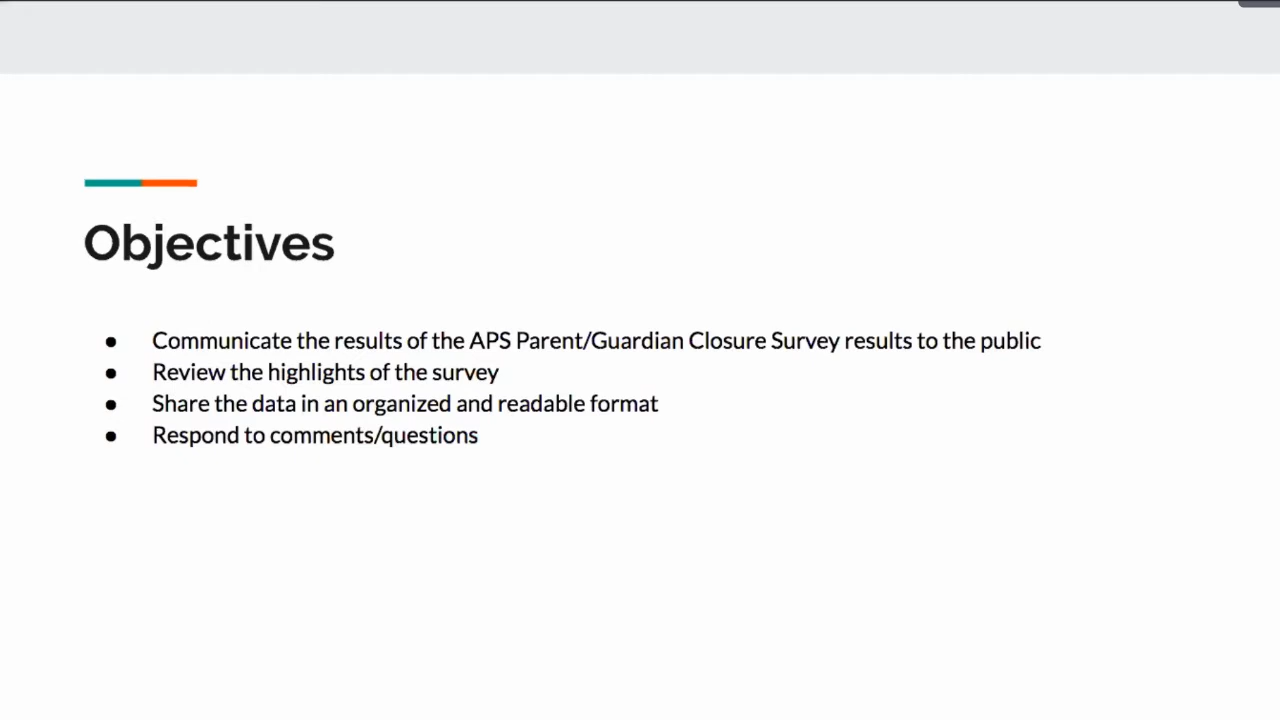 Objectives
● Communicate the results of the APS Parent/Guardian Closure Survey results to the public
● Review the highlights of the survey
● Share the data in an organized and readable format
● Respond to comments/questions